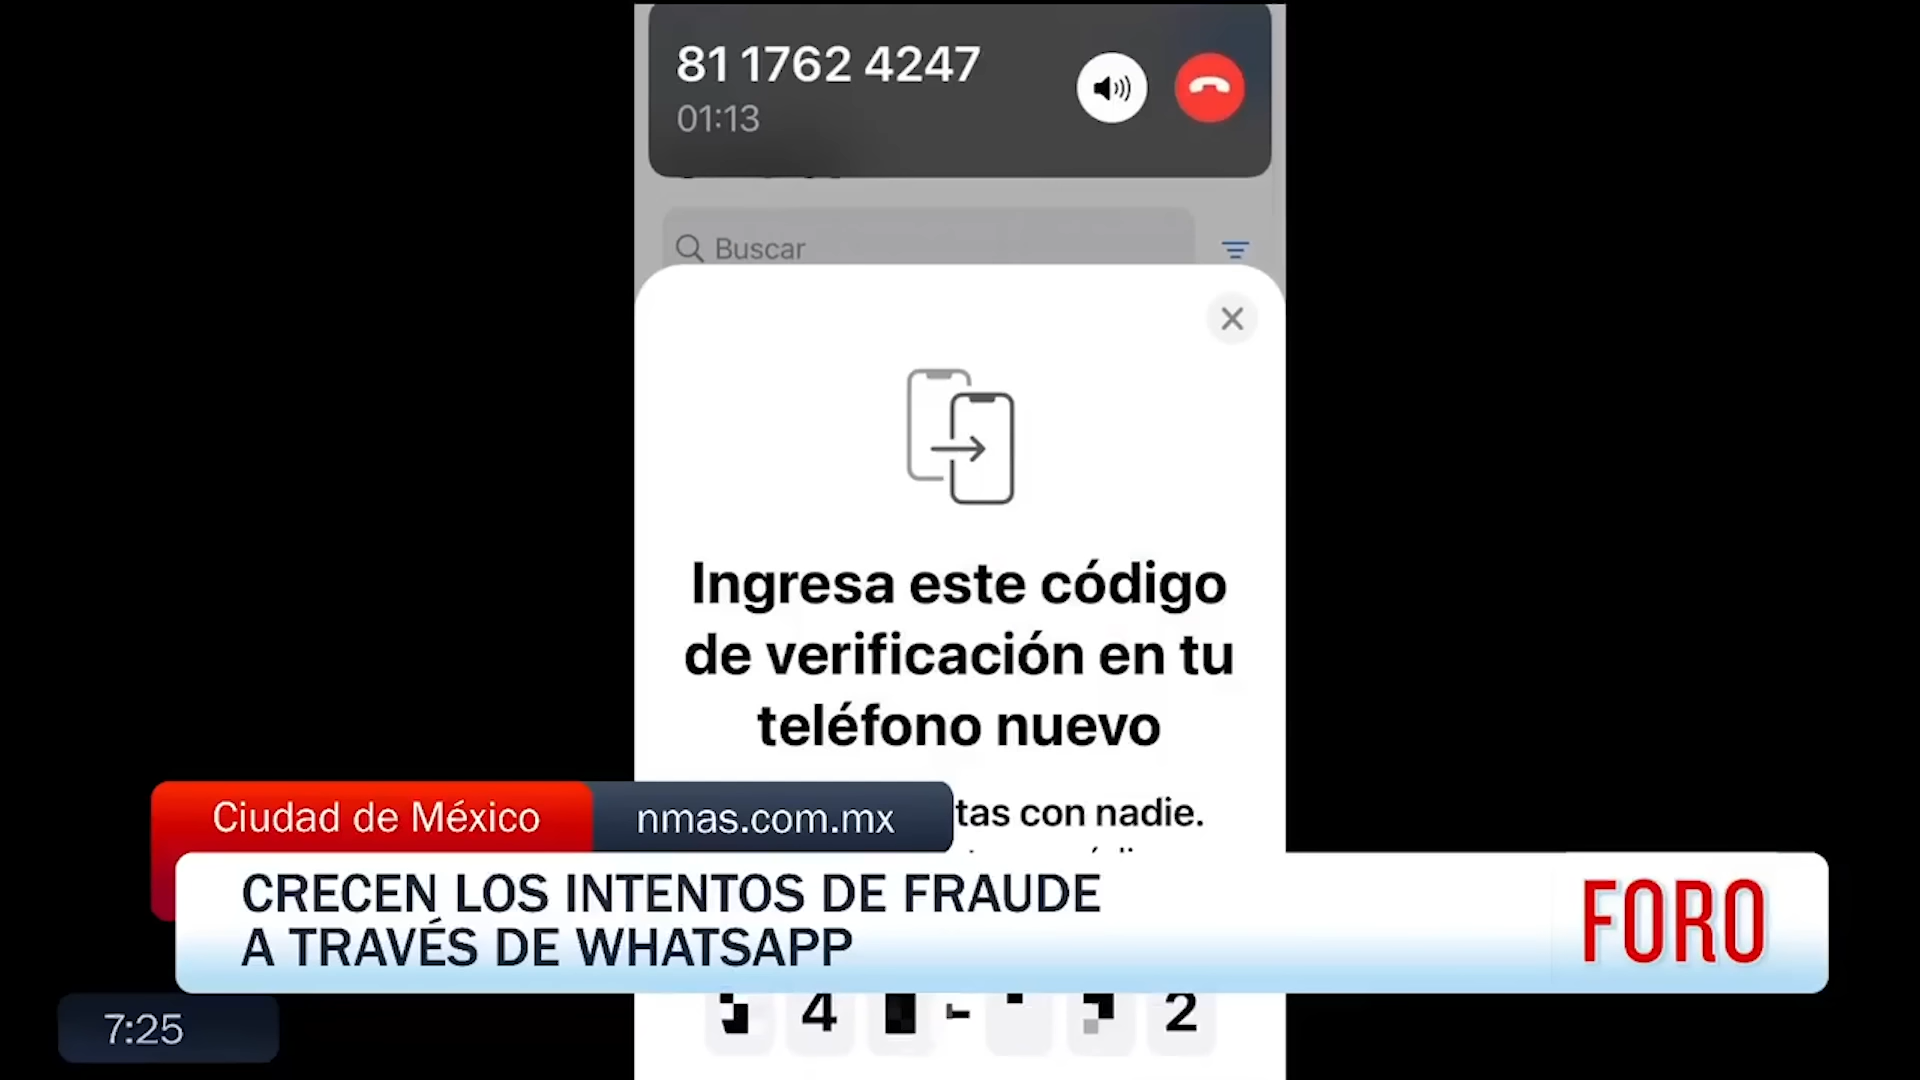 81 1762 4247
01:13
Buscar
Ingresa este código
de verificación en tu
teléfono nuevo
tas con nadie.
Ciudad de México
nmas.com.mx
CRECEN LOS INTENTOS DE FRAUDE
A TRAVÉS DE WHATSAPP
FORO
4 - 2
7:25